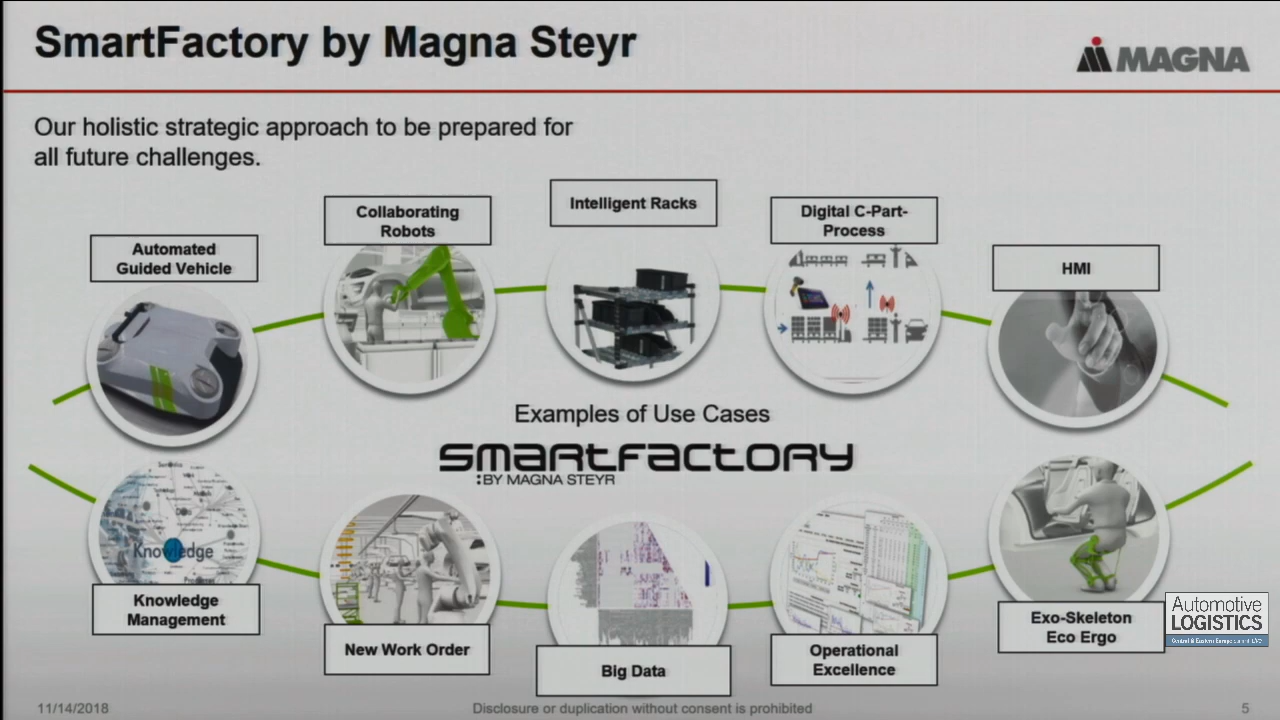 SmartFactory by Magna Steyr
MAGNA
Our holistic strategic approach to be prepared for
all future challenges.
Automated
Guided Vehicle
Collaborating
Robots
Intelligent Racks
Digital C-Part-
Process
HMI
Examples of Use Cases
SMARTFACTORY
:BY MAGNA STEYR
Knowledge
Knowledge
Management
New Work Order
Big Data
Operational
Excellence
Exo-Skeleton
Eco Ergo
Automotive
LOGISTICS
11/14/2018
Disclosure or duplication without consent is prohibited
5